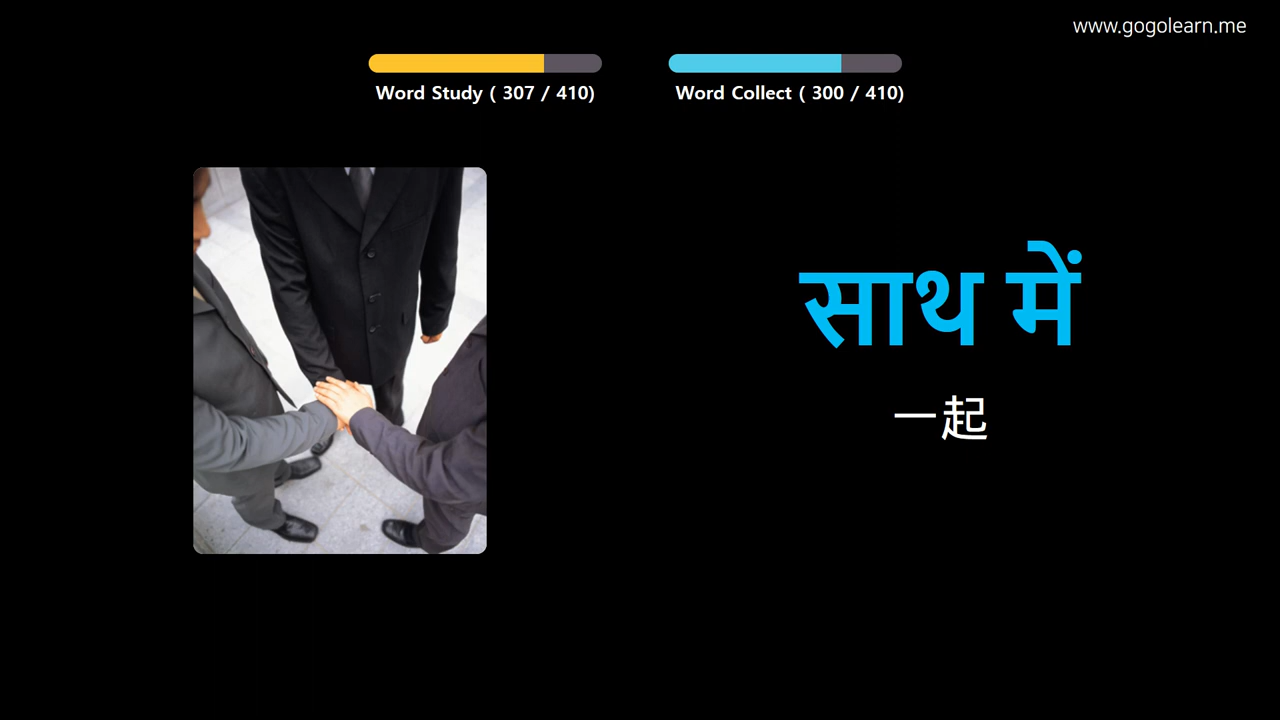 www.gogolearn.me
Word Study ( 307 / 410)
Word Collect ( 300 / 410)
साथ में
一起